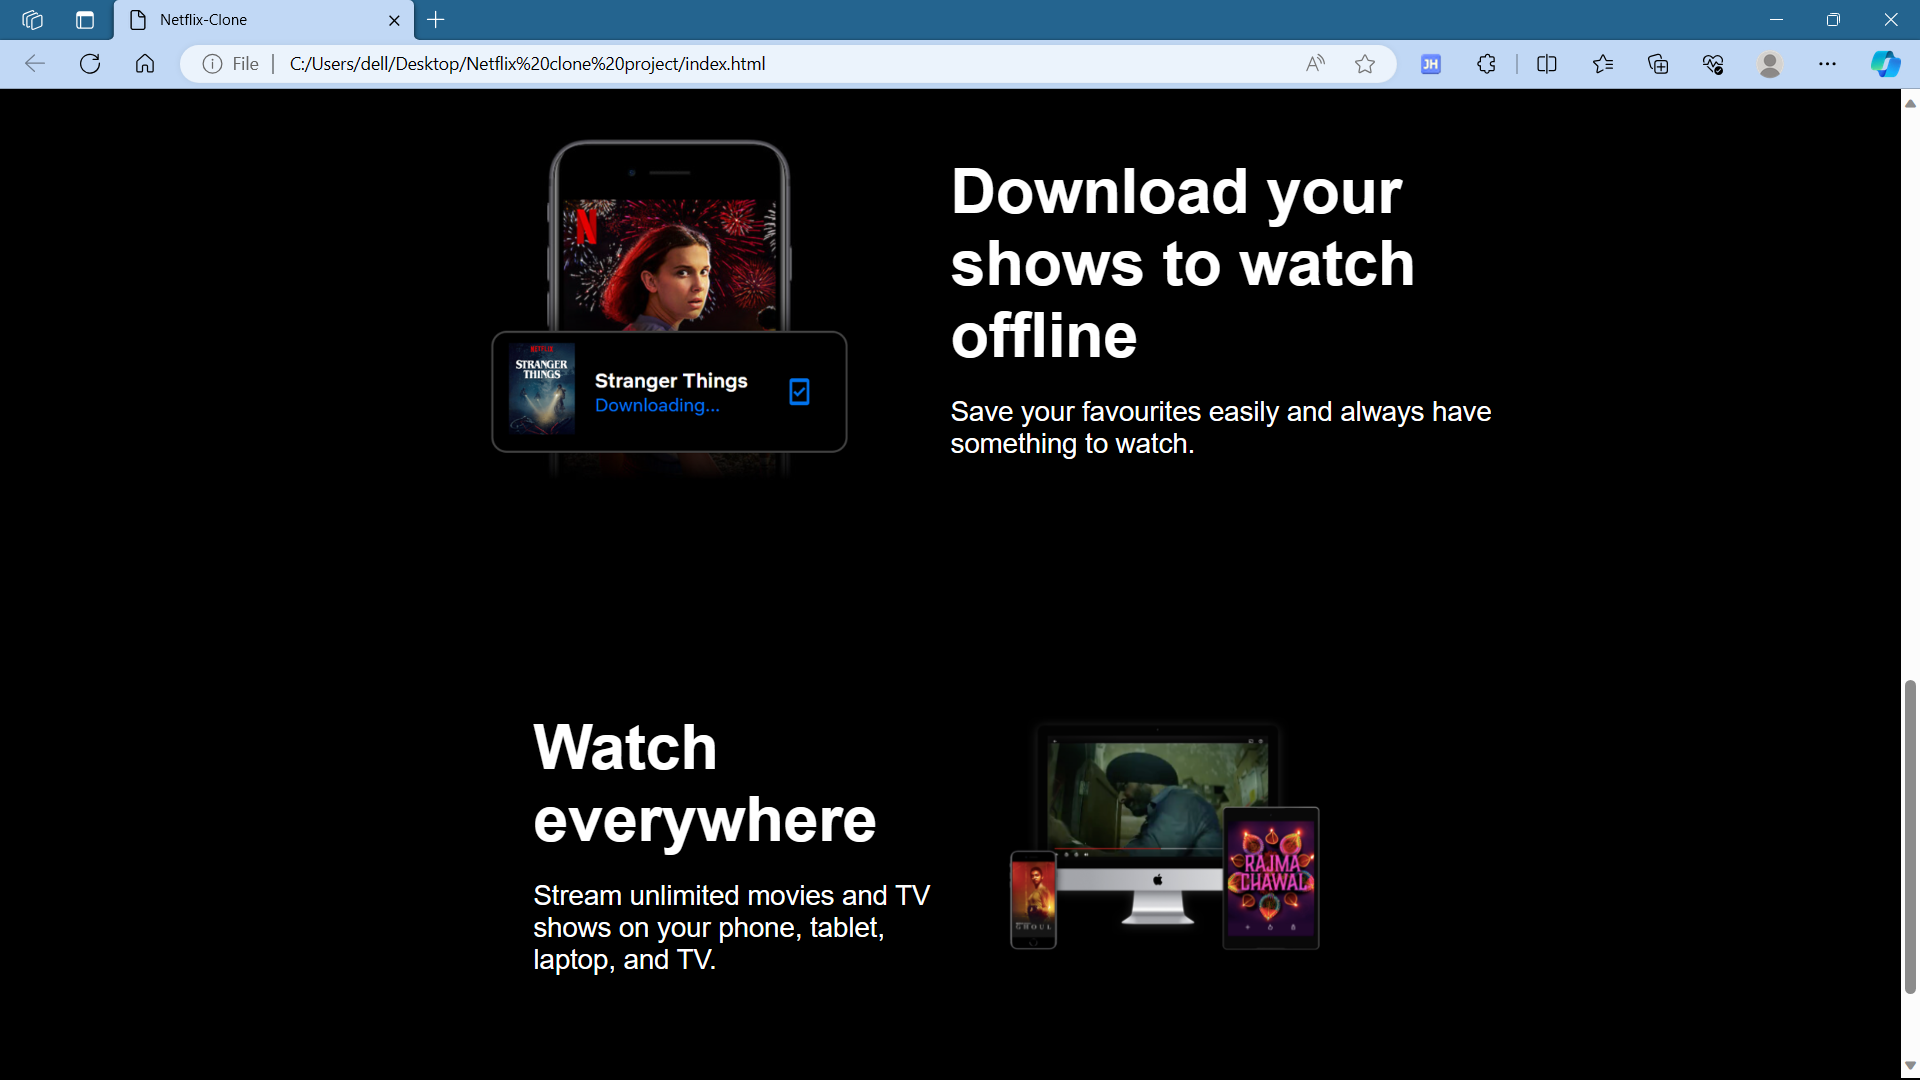 Netflix-Clone
File
C:/Users/dell/Desktop/Netflix%20clone%20project/index.html
JH
N
Download your
shows to watch
offline
NETFLIX
STRANGER
THINGS
Stranger Things
Downloading...
Save your favourites easily and always have
something to watch.
Watch
everywhere
Stream unlimited movies and TV
shows on your phone, tablet,
laptop, and TV.
RAJMA
CHAWAL
GHOUL